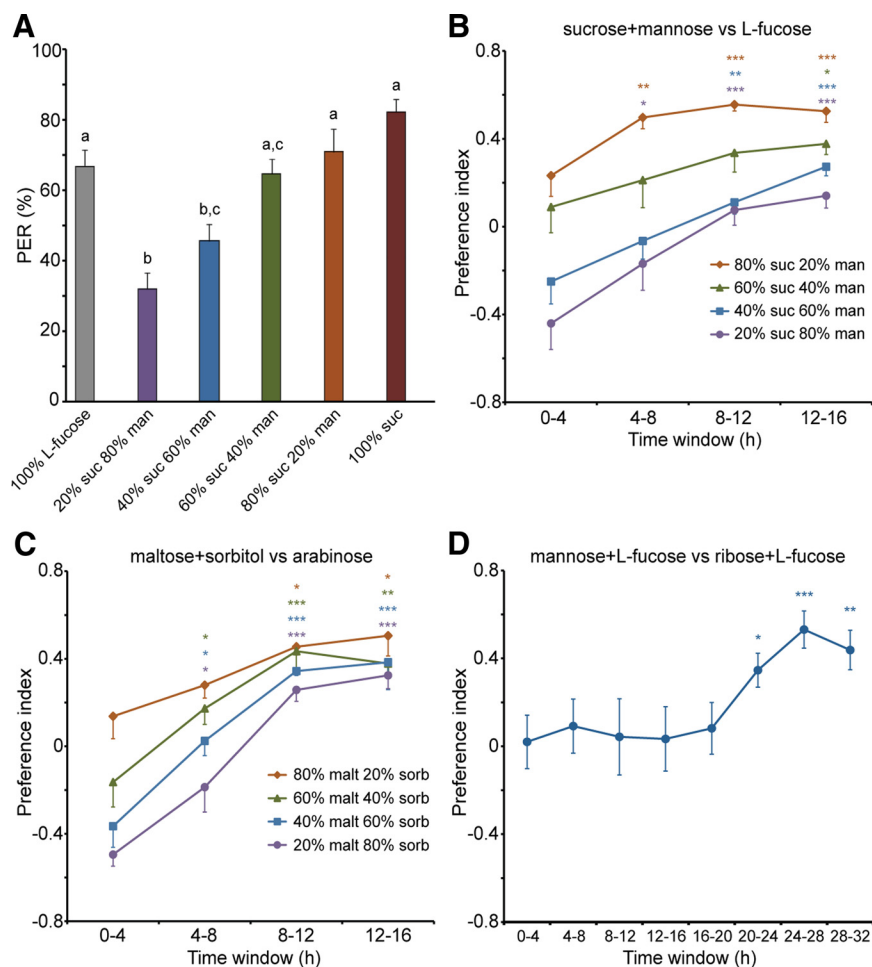 A
100
80
60
40
20
0
PER (%)
a
b
b,c
a,c
a
a
100% L-fucose
20% suc 80% man
40% suc 60% man
60% suc 40% man
80% suc 20% man
100% suc
B
sucrose+mannose vs L-fucose
0.8
0.4
0
-0.4
-0.8
Preference index
**
*
***
**
***
***
*
***
***
80% suc 20% man
60% suc 40% man
40% suc 60% man
20% suc 80% man
0-4 4-8 8-12 12-16
Time window (h)
C
maltose+sorbitol vs arabinose
0.8
0.4
0
-0.4
-0.8
Preference index
*
*
*
*
***
***
***
*
**
***
***
80% malt 20% sorb
60% malt 40% sorb
40% malt 60% sorb
20% malt 80% sorb
0-4 4-8 8-12 12-16
Time window (h)
D
mannose+L-fucose vs ribose+L-fucose
0.8
0.4
0
-0.4
-0.8
Preference index
* *** **
0-4 4-8 8-12 12-16 16-20 20-24 24-28 28-32
Time window (h)